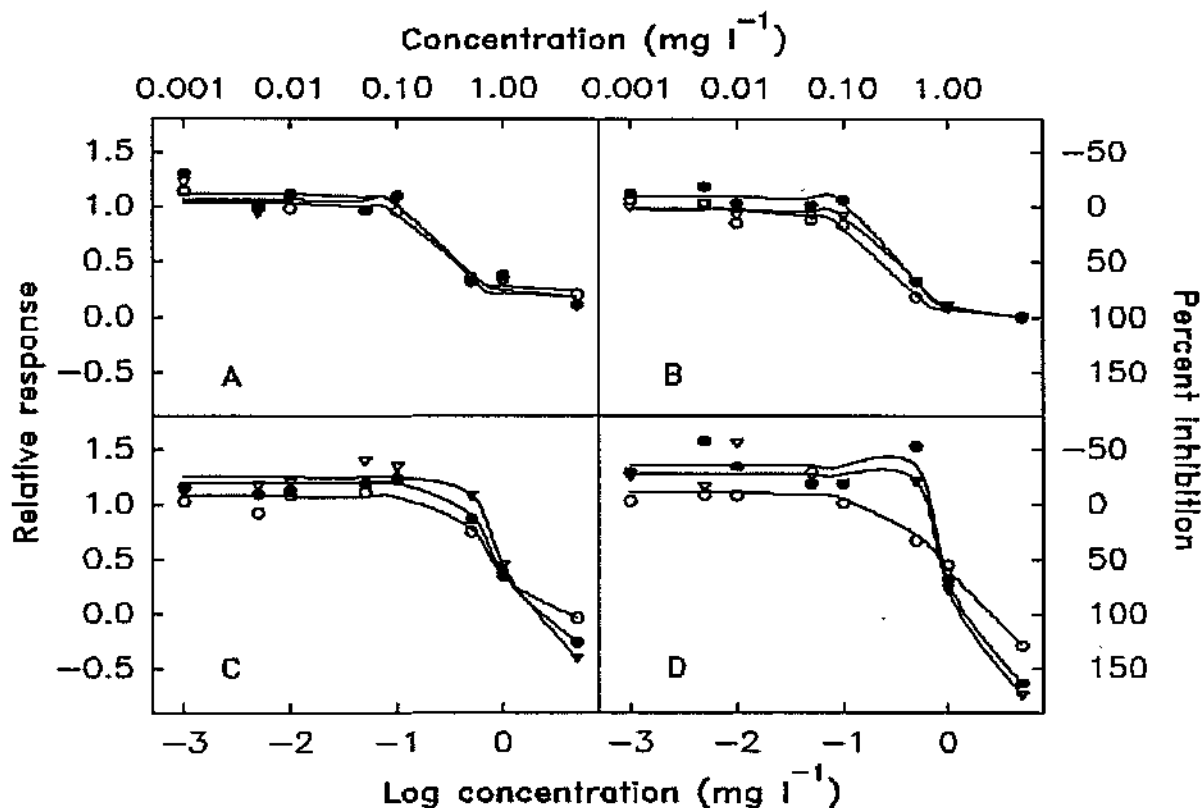 Concentration (mg l⁻¹)
0.001 0.01 0.10 1.00 0.001 0.01 0.10 1.00
1.5 -50
1.0 0
0.5 50
0.0 100
-0.5 150
A B
1.5 -50
1.0 0
0.5 50
0.0 100
-0.5 150
C D
Relative response
Percent inhibition
-3 -2 -1 0 -3 -2 -1 0
Log concentration (mg l⁻¹)